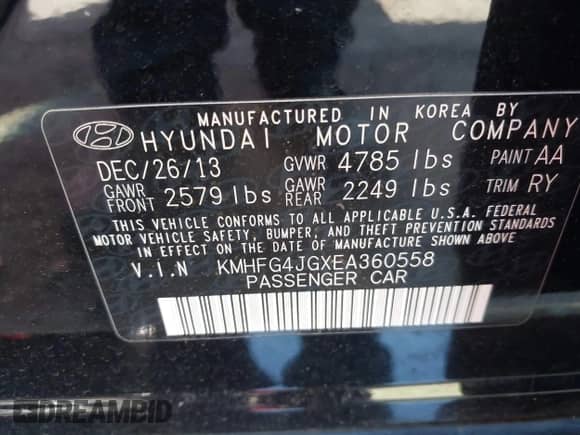 MANUFACTURED IN KOREA BY
HYUNDAI MOTOR COMPANY
DEC/26/13 GVWR 4785 lbs PAINT AA
GAWR FRONT 2579 lbs GAWR REAR 2249 lbs TRIM RY
THIS VEHICLE CONFORMS TO ALL APPLICABLE U.S.A. FEDERAL
MOTOR VEHICLE SAFETY, BUMPER, AND THEFT PREVENTION STANDARDS
IN EFFECT ON THE DATE OF MANUFACTURE SHOWN ABOVE.
V.I.N KMHFG4JGXEA360558
PASSENGER CAR
DREAMBID